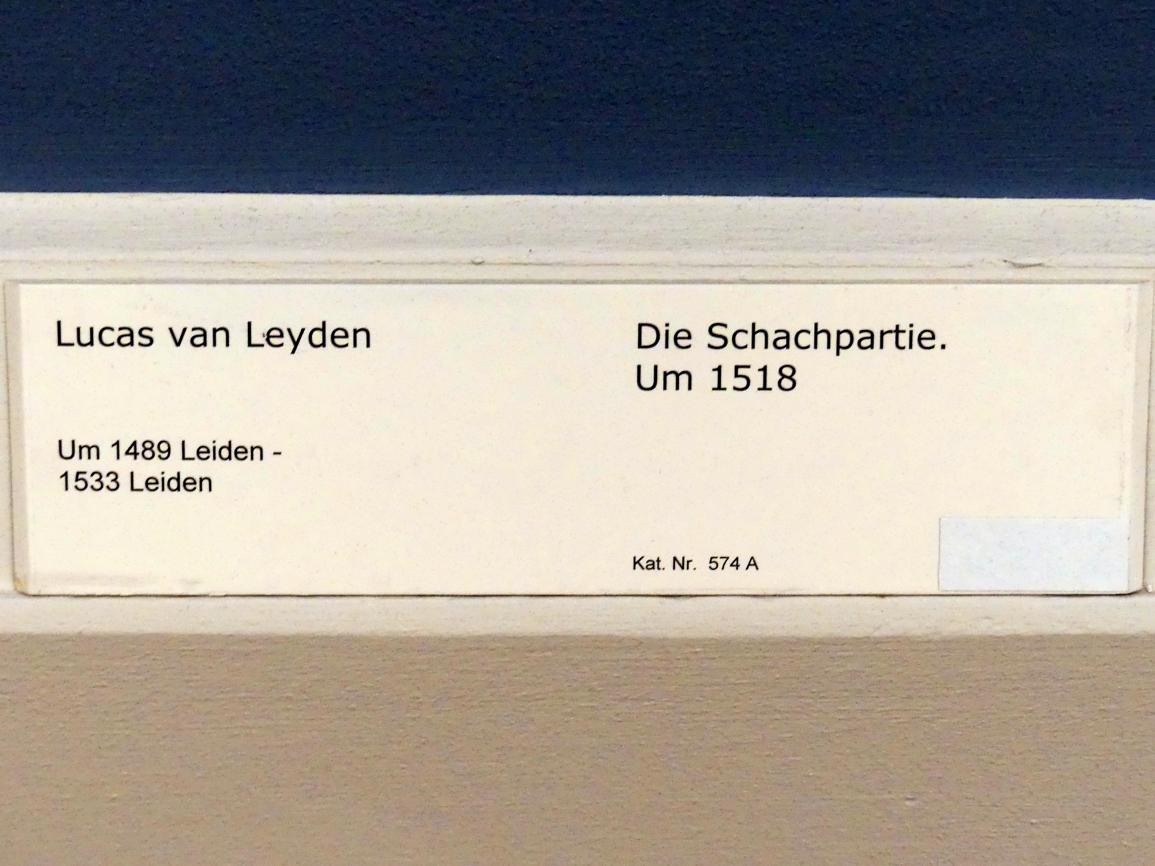 Lucas van Leyden
Um 1489 Leiden -
1533 Leiden
Die Schachpartie.
Um 1518
Kat. Nr. 574 A